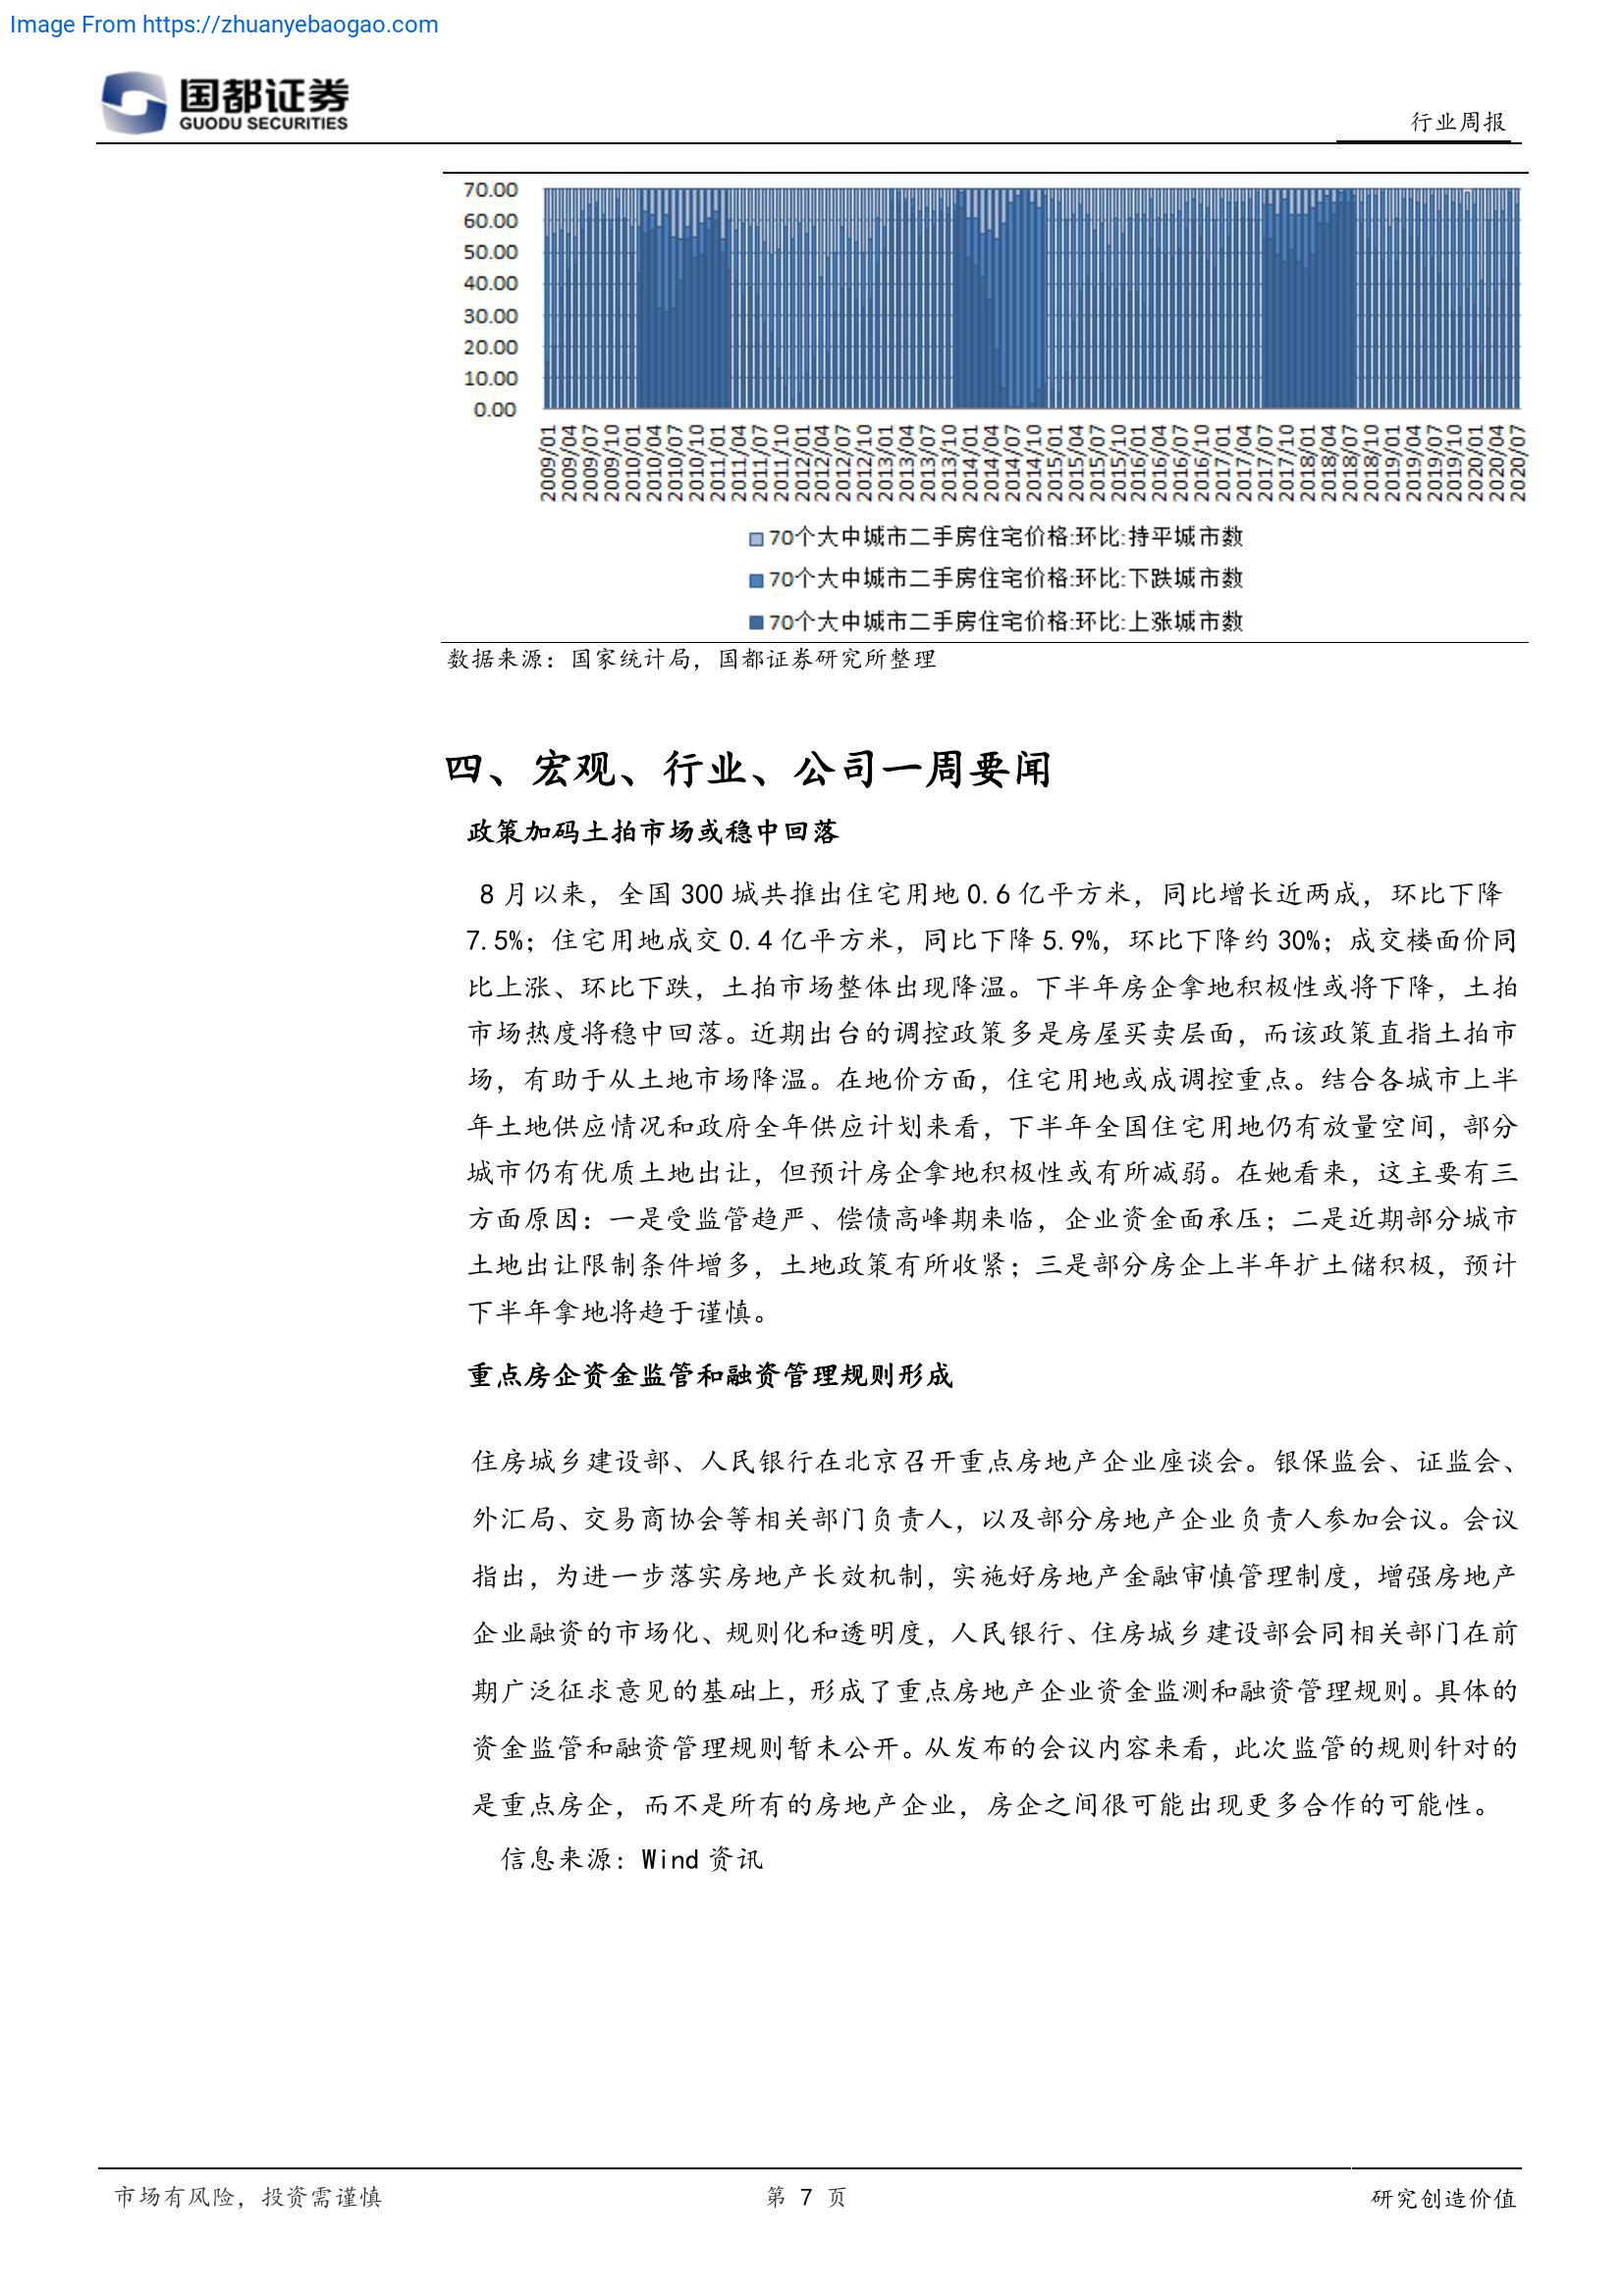 Image From https://zhuanyebaogao.com
国都证券
GUODU SECURITIES
行业周报
70.00
60.00
50.00
40.00
30.00
20.00
10.00
0.00
2009/01
2009/04
2009/07
2009/10
2010/01
2010/04
2010/07
2010/10
2011/01
2011/04
2011/07
2011/10
2012/01
2012/04
2012/07
2012/10
2013/01
2013/04
2013/07
2013/10
2014/01
2014/04
2014/07
2014/10
2015/01
2015/04
2015/07
2015/10
2016/01
2016/04
2016/07
2016/10
2017/01
2017/04
2017/07
2017/10
2018/01
2018/04
2018/07
2018/10
2019/01
2019/04
2019/07
2019/10
2020/01
2020/04
2020/07
70个大中城市二手房住宅价格:环比:持平城市数
70个大中城市二手房住宅价格:环比:下跌城市数
70个大中城市二手房住宅价格:环比:上涨城市数
数据来源：国家统计局，国都证券研究所整理
四、宏观、行业、公司一周要闻
政策加码土拍市场或稳中回落
8 月以来，全国 300 城共推出住宅用地 0.6 亿平方米，同比增长近两成，环比下降
7.5%；住宅用地成交 0.4 亿平方米，同比下降 5.9%，环比下降约 30%；成交楼面价同
比上涨、环比下跌，土拍市场整体出现降温。下半年房企拿地积极性或将下降，土拍
市场热度将稳中回落。近期出台的调控政策多是房屋买卖层面，而该政策直指土拍市
场，有助于从土地市场降温。在地价方面，住宅用地或成调控重点。结合各城市上半
年土地供应情况和政府全年供应计划来看，下半年全国住宅用地仍有放量空间，部分
城市仍有优质土地出让，但预计房企拿地积极性或有所减弱。在她看来，这主要有三
方面原因：一是受监管趋严、偿债高峰期来临，企业资金面承压；二是近期部分城市
土地出让限制条件增多，土地政策有所收紧；三是部分房企上半年扩土储积极，预计
下半年拿地将趋于谨慎。
重点房企资金监管和融资管理规则形成
住房城乡建设部、人民银行在北京召开重点房地产企业座谈会。银保监会、证监会、
外汇局、交易商协会等相关部门负责人，以及部分房地产企业负责人参加会议。会议
指出，为进一步落实房地产长效机制，实施好房地产金融审慎管理制度，增强房地产
企业融资的市场化、规则化和透明度，人民银行、住房城乡建设部会同相关部门在前
期广泛征求意见的基础上，形成了重点房地产企业资金监测和融资管理规则。具体的
资金监管和融资管理规则暂未公开。从发布的会议内容来看，此次监管的规则针对的
是重点房企，而不是所有的房地产企业，房企之间很可能出现更多合作的可能性。
信息来源：Wind 资讯
市场有风险，投资需谨慎
第 7 页
研究创造价值